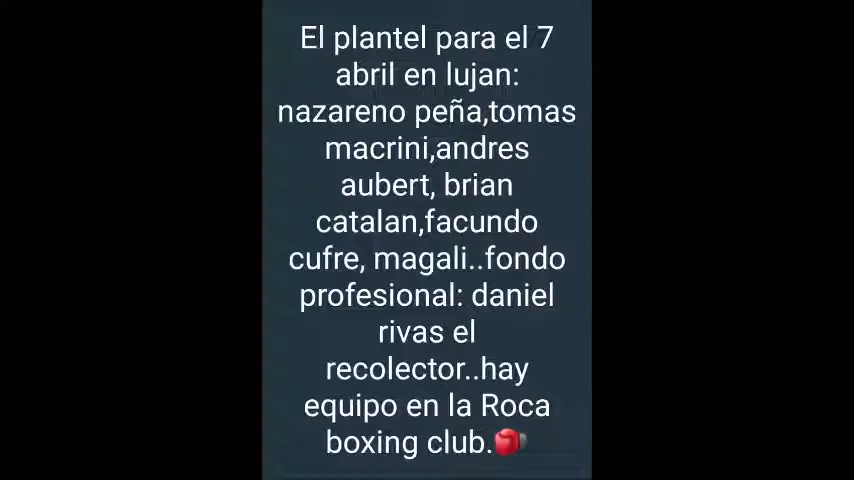 El plantel para el 7
abril en lujan:
nazareno peña,tomas
macrini,andres
aubert, brian
catalan,facundo
cufre, magali..fondo
profesional: daniel
rivas el
recolector..hay
equipo en la Roca
boxing club.🥊